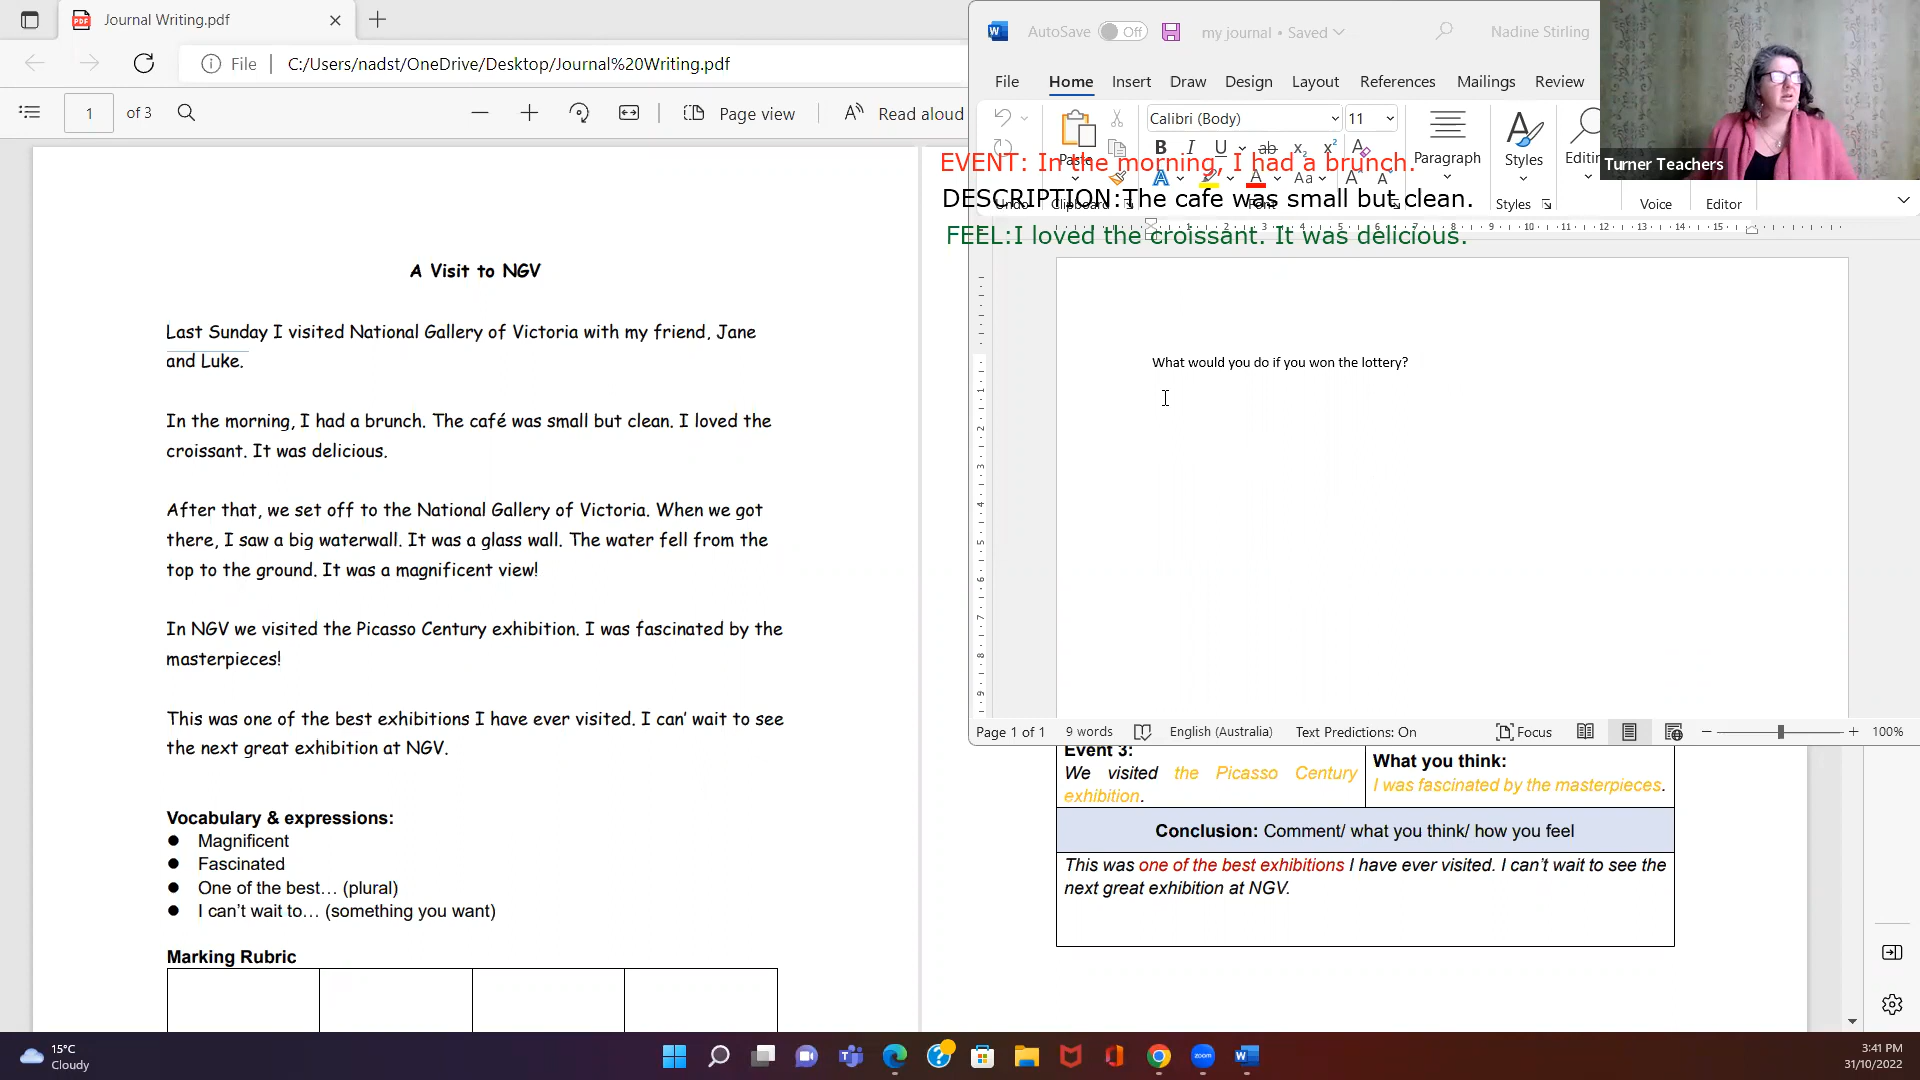 Journal Writing.pdf
File
C:/Users/nadst/OneDrive/Desktop/Journal%20Writing.pdf
1
of 3
Page view
Read aloud
A Visit to NGV
Last Sunday I visited National Gallery of Victoria with my friend, Jane
and Luke.
In the morning, I had a brunch. The café was small but clean. I loved the
croissant. It was delicious.
After that, we set off to the National Gallery of Victoria. When we got
there, I saw a big waterwall. It was a glass wall. The water fell from the
top to the ground. It was a magnificent view!
In NGV we visited the Picasso Century exhibition. I was fascinated by the
masterpieces!
This was one of the best exhibitions I have ever visited. I can’ wait to see
the next great exhibition at NGV.
Vocabulary & expressions:
Magnificent
Fascinated
One of the best… (plural)
I can’t wait to… (something you want)
Marking Rubric
AutoSave Off
my journal • Saved
Nadine Stirling
File Home Insert Draw Design Layout References Mailings Review
Calibri (Body) 11
Paste
Paragraph
Styles
Editin
Undo Clipboard Font Styles Voice Editor
EVENT: In the morning, I had a brunch.
DESCRIPTION:The cafe was small but clean.
FEEL:I loved the croissant. It was delicious.
Turner Teachers
What would you do if you won the lottery?
Page 1 of 1 9 words English (Australia) Text Predictions: On Focus 100%
Event 3:
We visited the Picasso Century
exhibition.
What you think:
I was fascinated by the masterpieces.
Conclusion: Comment/ what you think/ how you feel
This was one of the best exhibitions I have ever visited. I can’t wait to see the
next great exhibition at NGV.
15°C
Cloudy
3:41 PM
31/10/2022